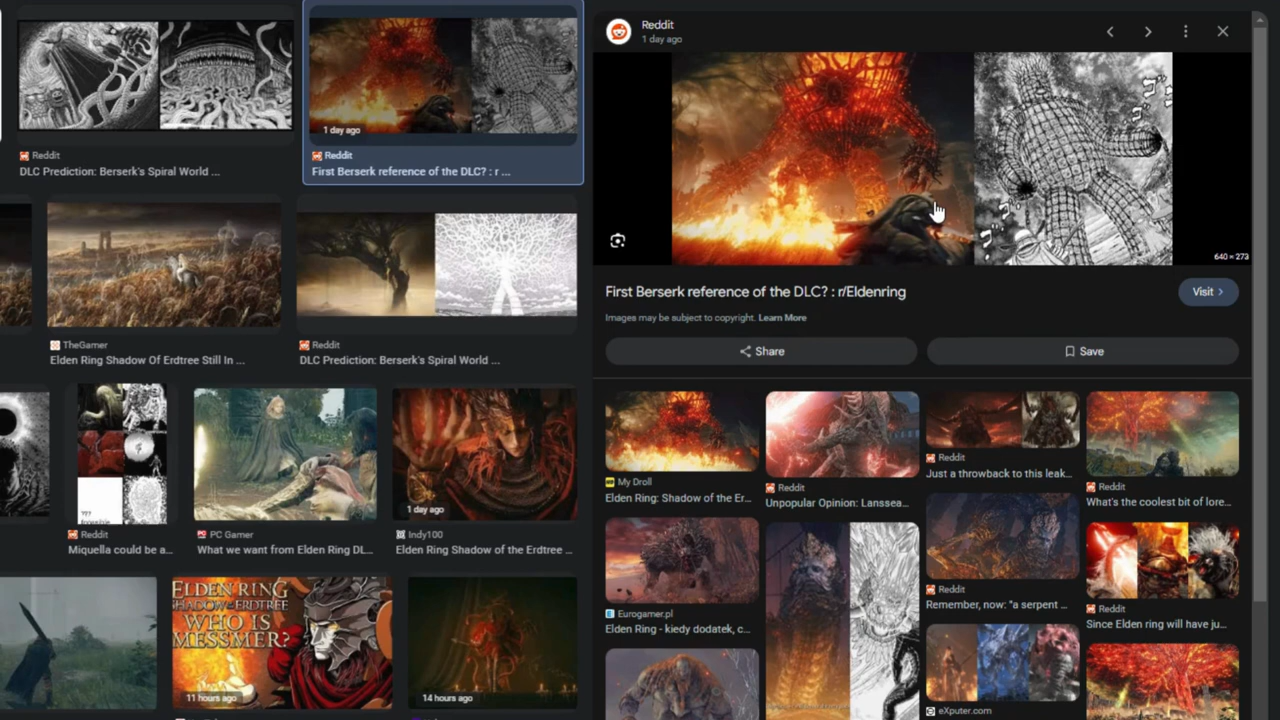 Reddit
DLC Prediction: Berserk's Spiral World ...
1 day ago
Reddit
First Berserk reference of the DLC? : r ...
TheGamer
Elden Ring Shadow Of Erdtree Still In ...
Reddit
DLC Prediction: Berserk's Spiral World ...
???
Reddit
Miquella could be a...
PC Gamer
What we want from Elden Ring DL...
1 day ago
Indy100
Elden Ring Shadow of the Erdtree ...
ELDEN RING
SHADOW OF THE ERDTREE
WHO IS
MESSMER?
11 hours ago
14 hours ago
Reddit
1 day ago
640 × 273
First Berserk reference of the DLC? : r/Eldenring
Visit
Images may be subject to copyright. Learn More
Share
Save
My Droll
Elden Ring: Shadow of the Er...
Reddit
Unpopular Opinion: Lanssea...
Reddit
Just a throwback to this leak...
Reddit
What's the coolest bit of lore...
Eurogamer.pl
Elden Ring - kiedy dodatek, c...
Reddit
Remember, now: "a serpent ...
Reddit
Since Elden ring will have ju...
eXputer.com